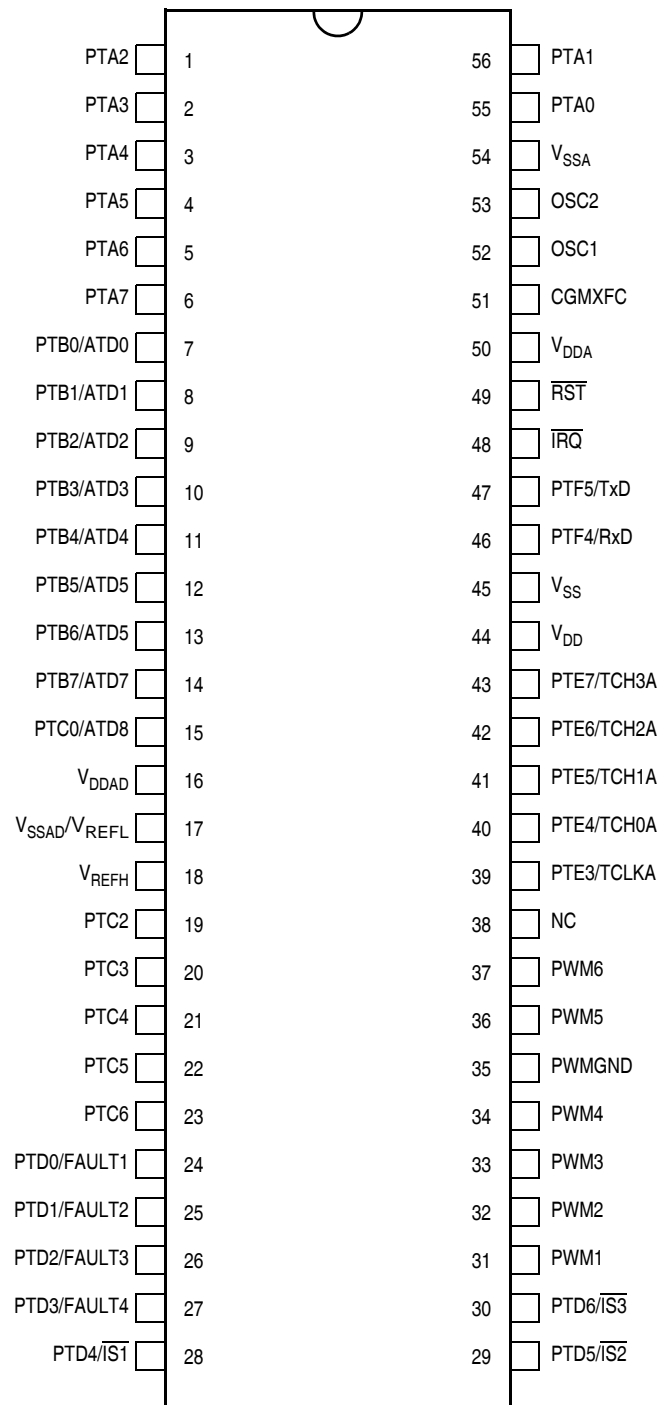 PTA2 1 56 PTA1
PTA3 2 55 PTA0
PTA4 3 54 VSSA
PTA5 4 53 OSC2
PTA6 5 52 OSC1
PTA7 6 51 CGMXFC
PTB0/ATD0 7 50 VDDA
PTB1/ATD1 8 49 R̅S̅T̅
PTB2/ATD2 9 48 I̅R̅Q̅
PTB3/ATD3 10 47 PTF5/TxD
PTB4/ATD4 11 46 PTF4/RxD
PTB5/ATD5 12 45 VSS
PTB6/ATD5 13 44 VDD
PTB7/ATD7 14 43 PTE7/TCH3A
PTC0/ATD8 15 42 PTE6/TCH2A
VDDAD 16 41 PTE5/TCH1A
VSSAD/VREFL 17 40 PTE4/TCH0A
VREFH 18 39 PTE3/TCLKA
PTC2 19 38 NC
PTC3 20 37 PWM6
PTC4 21 36 PWM5
PTC5 22 35 PWMGND
PTC6 23 34 PWM4
PTD0/FAULT1 24 33 PWM3
PTD1/FAULT2 25 32 PWM2
PTD2/FAULT3 26 31 PWM1
PTD3/FAULT4 27 30 PTD6/I̅S̅3̅
PTD4/I̅S̅1̅ 28 29 PTD5/I̅S̅2̅